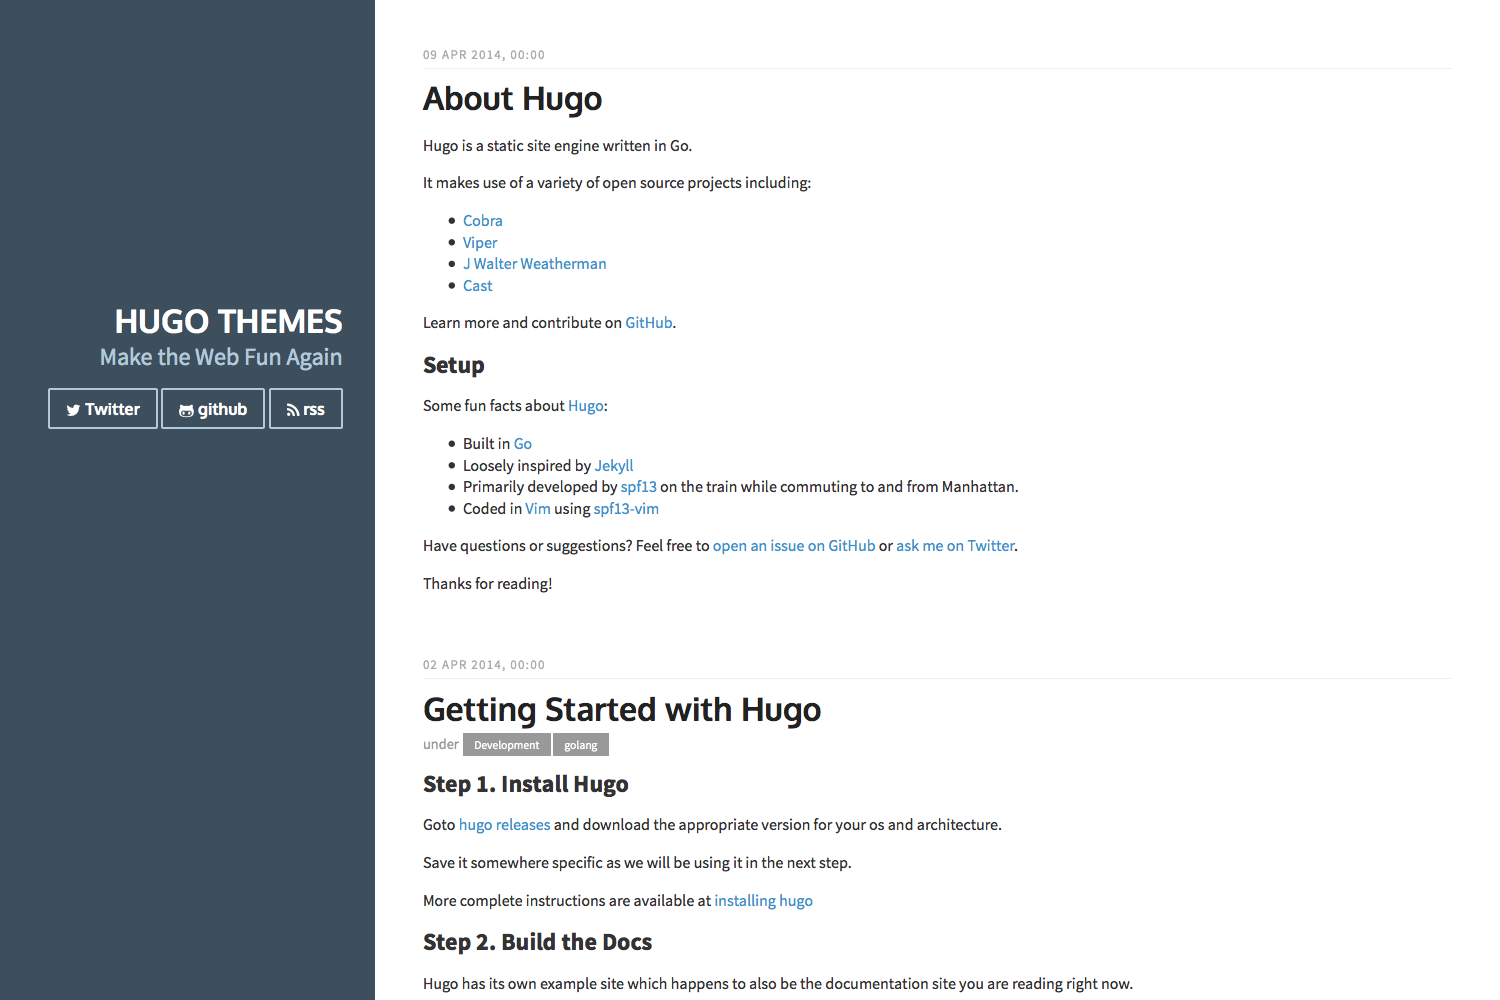 HUGO THEMES
Make the Web Fun Again
Twitter github rss
09 APR 2014, 00:00
About Hugo
Hugo is a static site engine written in Go.
It makes use of a variety of open source projects including:
Cobra
Viper
J Walter Weatherman
Cast
Learn more and contribute on GitHub.
Setup
Some fun facts about Hugo:
Built in Go
Loosely inspired by Jekyll
Primarily developed by spf13 on the train while commuting to and from Manhattan.
Coded in Vim using spf13-vim
Have questions or suggestions? Feel free to open an issue on GitHub or ask me on Twitter.
Thanks for reading!
02 APR 2014, 00:00
Getting Started with Hugo
under Development golang
Step 1. Install Hugo
Goto hugo releases and download the appropriate version for your os and architecture.
Save it somewhere specific as we will be using it in the next step.
More complete instructions are available at installing hugo
Step 2. Build the Docs
Hugo has its own example site which happens to also be the documentation site you are reading right now.